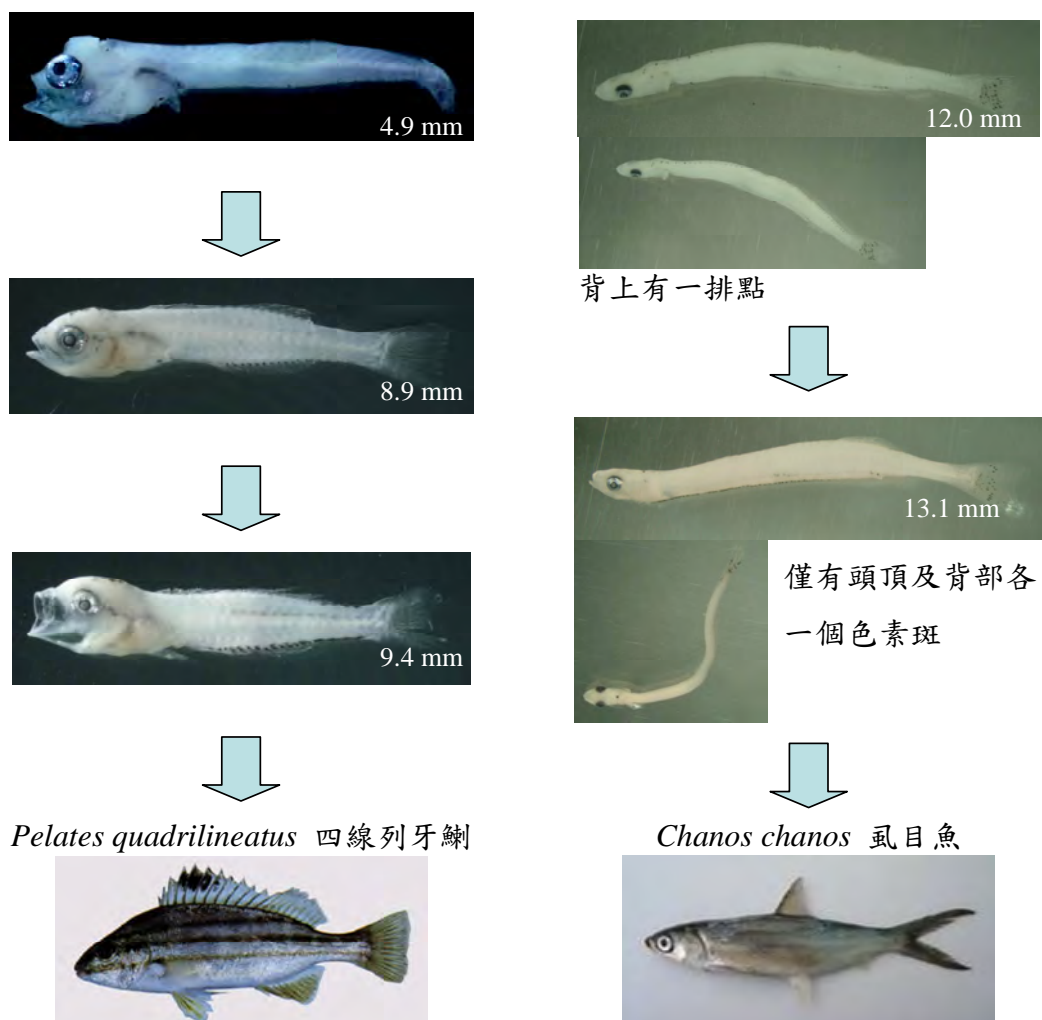 4.9 mm
8.9 mm
9.4 mm
Pelates quadrilineatus 四線列牙鯻
12.0 mm
背上有一排點
13.1 mm
僅有頭頂及背部各
一個色素斑
Chanos chanos 虱目魚